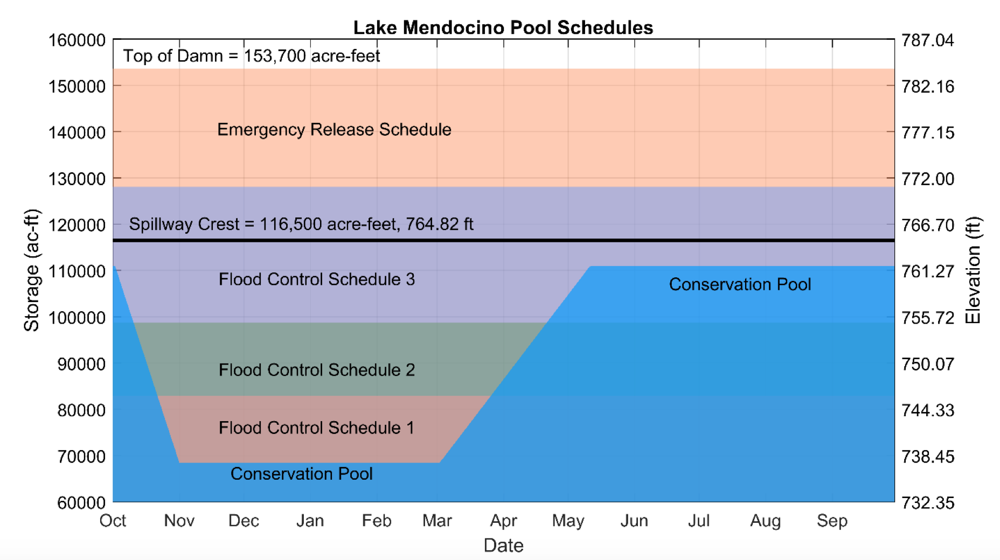 Lake Mendocino Pool Schedules
160000
150000
140000
130000
120000
110000
100000
90000
80000
70000
60000
Storage (ac-ft)
Top of Damn = 153,700 acre-feet
Emergency Release Schedule
Spillway Crest = 116,500 acre-feet, 764.82 ft
Flood Control Schedule 3
Conservation Pool
Flood Control Schedule 2
Flood Control Schedule 1
Conservation Pool
787.04
782.16
777.15
772.00
766.70
761.27
755.72
750.07
744.33
738.45
732.35
Elevation (ft)
Oct Nov Dec Jan Feb Mar Apr May Jun Jul Aug Sep
Date